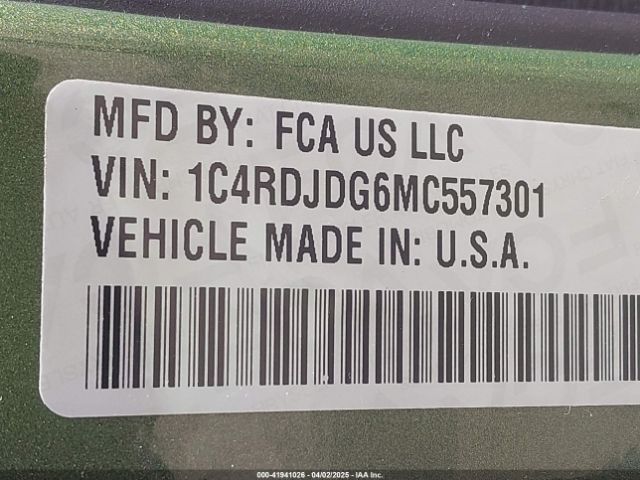 MFD BY: FCA US LLC
VIN: 1C4RDJDG6MC557301
VEHICLE MADE IN: U.S.A.
000-41941026 - 04/02/2025 - IAA Inc.